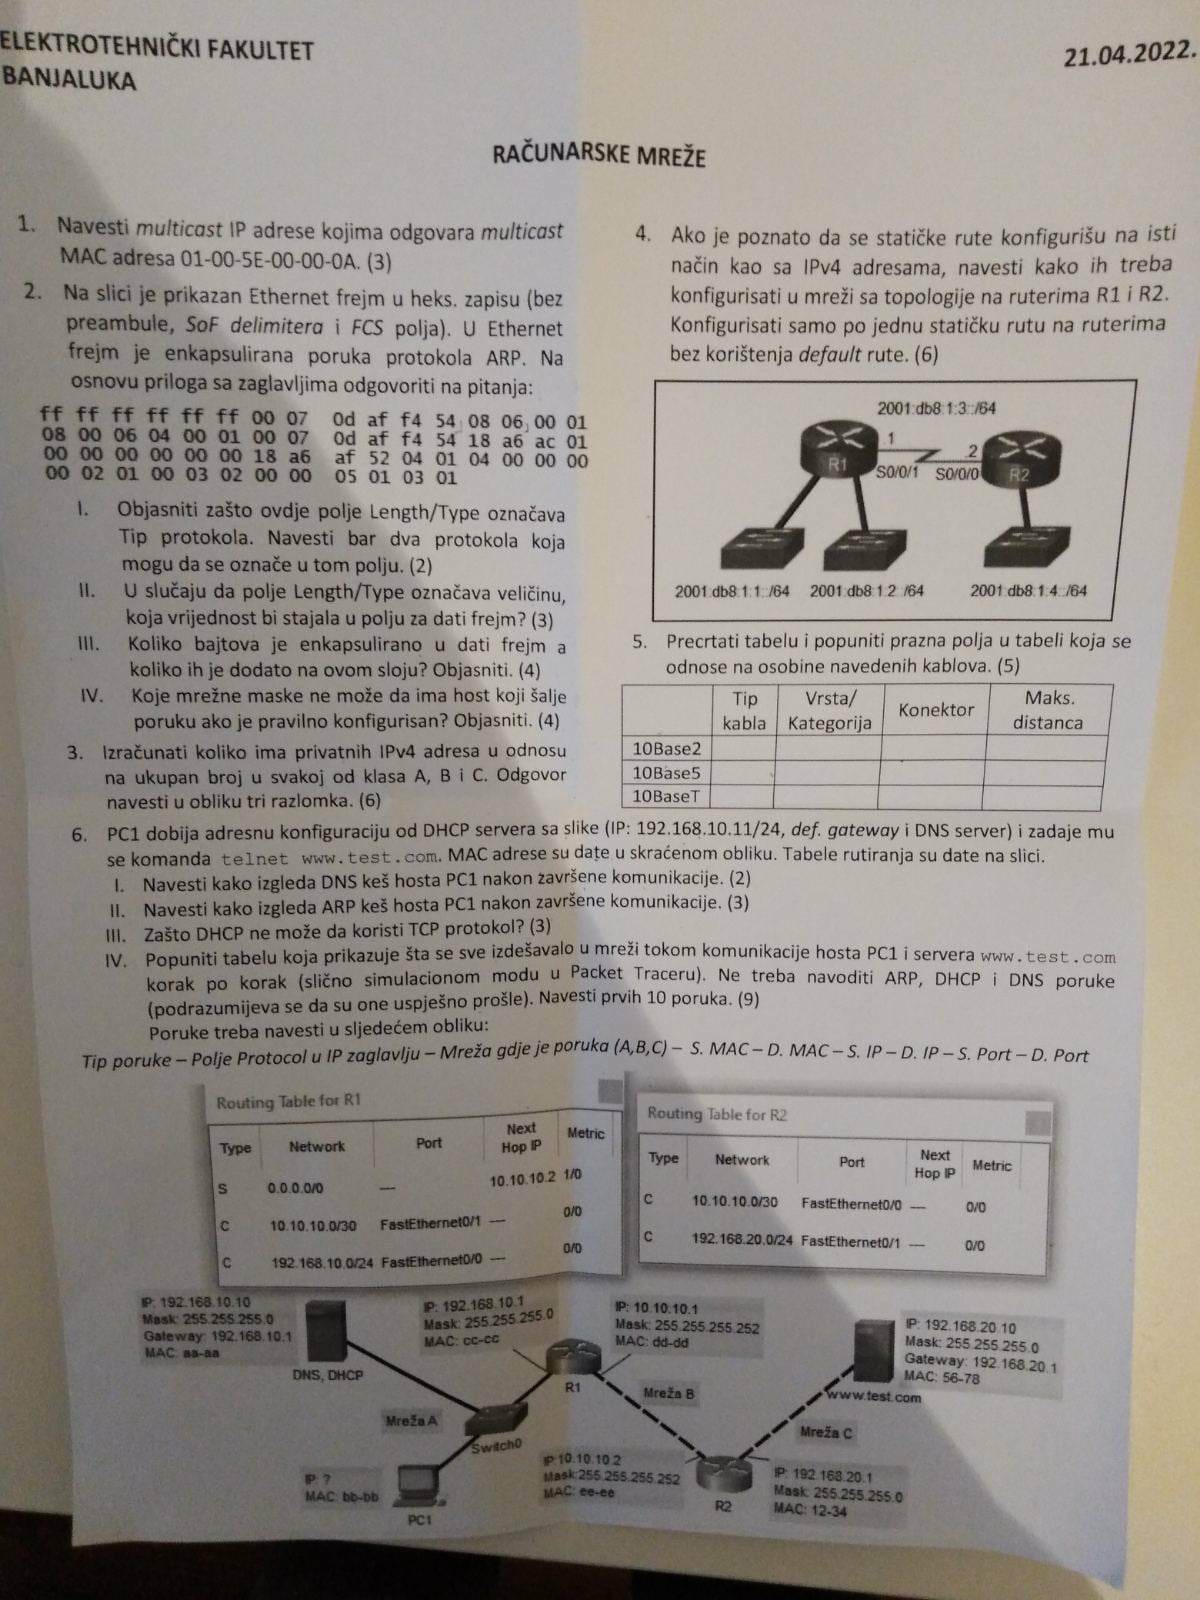 ELEKTROTEHNIČKI FAKULTET
BANJALUKA
21.04.2022.
RAČUNARSKE MREŽE
1. Navesti multicast IP adrese kojima odgovara multicast
MAC adresa 01-00-5E-00-00-0A. (3)
2. Na slici je prikazan Ethernet frejm u heks. zapisu (bez
preambule, SoF delimitera i FCS polja). U Ethernet
frejm je enkapsulirana poruka protokola ARP. Na
osnovu priloga sa zaglavljima odgovoriti na pitanja:
ff ff ff ff ff ff 00 07 0d af f4 54 08 06 00 01
08 00 06 04 00 01 00 07 0d af f4 54 18 a6 ac 01
00 00 00 00 00 00 18 a6 af 52 04 01 04 00 00 00
00 02 01 00 03 02 00 00 05 01 03 01
I. Objasniti zašto ovdje polje Length/Type označava
Tip protokola. Navesti bar dva protokola koja
mogu da se označe u tom polju. (2)
II. U slučaju da polje Length/Type označava veličinu,
koja vrijednost bi stajala u polju za dati frejm? (3)
III. Koliko bajtova je enkapsulirano u dati frejm a
koliko ih je dodato na ovom sloju? Objasniti. (4)
IV. Koje mrežne maske ne može da ima host koji šalje
poruku ako je pravilno konfigurisan? Objasniti. (4)
3. Izračunati koliko ima privatnih IPv4 adresa u odnosu
na ukupan broj u svakoj od klasa A, B i C. Odgovor
navesti u obliku tri razlomka. (6)
4. Ako je poznato da se statičke rute konfigurišu na isti
način kao sa IPv4 adresama, navesti kako ih treba
konfigurisati u mreži sa topologije na ruterima R1 i R2.
Konfigurisati samo po jednu statičku rutu na ruterima
bez korištenja default rute. (6)
2001:db8:1:3::/64
.1
.2
R1
S0/0/1 S0/0/0
R2
2001:db8:1:1::/64 2001:db8:1:2::/64 2001:db8:1:4::/64
5. Precrtati tabelu i popuniti prazna polja u tabeli koja se
odnose na osobine navedenih kablova. (5)
Tip kabla Vrsta/ Kategorija Konektor Maks. distanca
10Base2
10Base5
10BaseT
6. PC1 dobija adresnu konfiguraciju od DHCP servera sa slike (IP: 192.168.10.11/24, def. gateway i DNS server) i zadaje mu
se komanda telnet www.test.com. MAC adrese su date u skraćenom obliku. Tabele rutiranja su date na slici.
I. Navesti kako izgleda DNS keš hosta PC1 nakon završene komunikacije. (2)
II. Navesti kako izgleda ARP keš hosta PC1 nakon završene komunikacije. (3)
III. Zašto DHCP ne može da koristi TCP protokol? (3)
IV. Popuniti tabelu koja prikazuje šta se sve izdešavalo u mreži tokom komunikacije hosta PC1 i servera www.test.com
korak po korak (slično simulacionom modu u Packet Traceru). Ne treba navoditi ARP, DHCP i DNS poruke
(podrazumijeva se da su one uspješno prošle). Navesti prvih 10 poruka. (9)
Poruke treba navesti u sljedećem obliku:
Tip poruke – Polje Protocol u IP zaglavlju – Mreža gdje je poruka (A,B,C) – S. MAC – D. MAC – S. IP – D. IP – S. Port – D. Port
Routing Table for R1
Type Network Port Next Hop IP Metric
S 0.0.0.0/0 --- 10.10.10.2 1/0
C 10.10.10.0/30 FastEthernet0/1 --- 0/0
C 192.168.10.0/24 FastEthernet0/0 --- 0/0
Routing Table for R2
Type Network Port Next Hop IP Metric
C 10.10.10.0/30 FastEthernet0/0 --- 0/0
C 192.168.20.0/24 FastEthernet0/1 --- 0/0
IP: 192.168.10.10
Mask: 255.255.255.0
Gateway: 192.168.10.1
MAC: aa-aa
DNS, DHCP
IP: 192.168.10.1
Mask: 255.255.255.0
MAC: cc-cc
IP: 10.10.10.1
Mask: 255.255.255.252
MAC: dd-dd
IP: 192.168.20.10
Mask: 255.255.255.0
Gateway: 192.168.20.1
MAC: 56-78
www.test.com
R1
Mreža B
Mreža A
Switch0
Mreža C
IP: ?
MAC: bb-bb
PC1
IP:10.10.10.2
Mask:255.255.255.252
MAC: ee-ee
R2
IP: 192.168.20.1
Mask: 255.255.255.0
MAC: 12-34